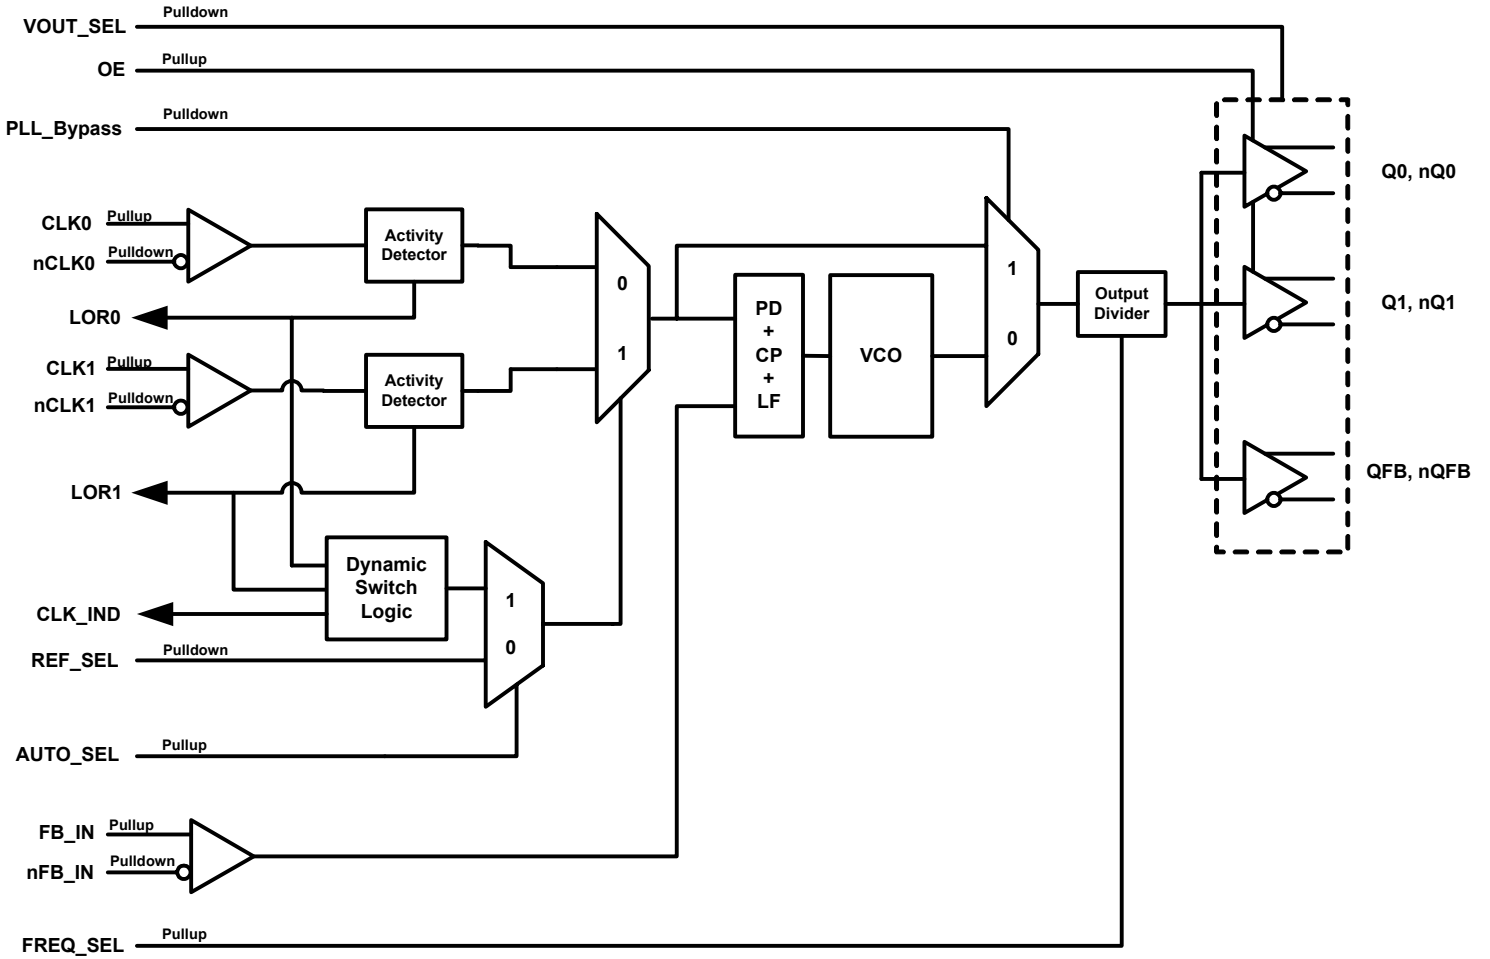 VOUT_SEL
Pulldown
OE
Pullup
PLL_Bypass
Pulldown
CLK0
Pullup
nCLK0
Pulldown
Activity
Detector
LOR0
CLK1
Pullup
nCLK1
Pulldown
Activity
Detector
LOR1
0
1
PD
+
CP
+
LF
VCO
1
0
Output
Divider
Q0, nQ0
Q1, nQ1
QFB, nQFB
Dynamic
Switch
Logic
1
0
CLK_IND
REF_SEL
Pulldown
AUTO_SEL
Pullup
FB_IN
Pullup
nFB_IN
Pulldown
FREQ_SEL
Pullup